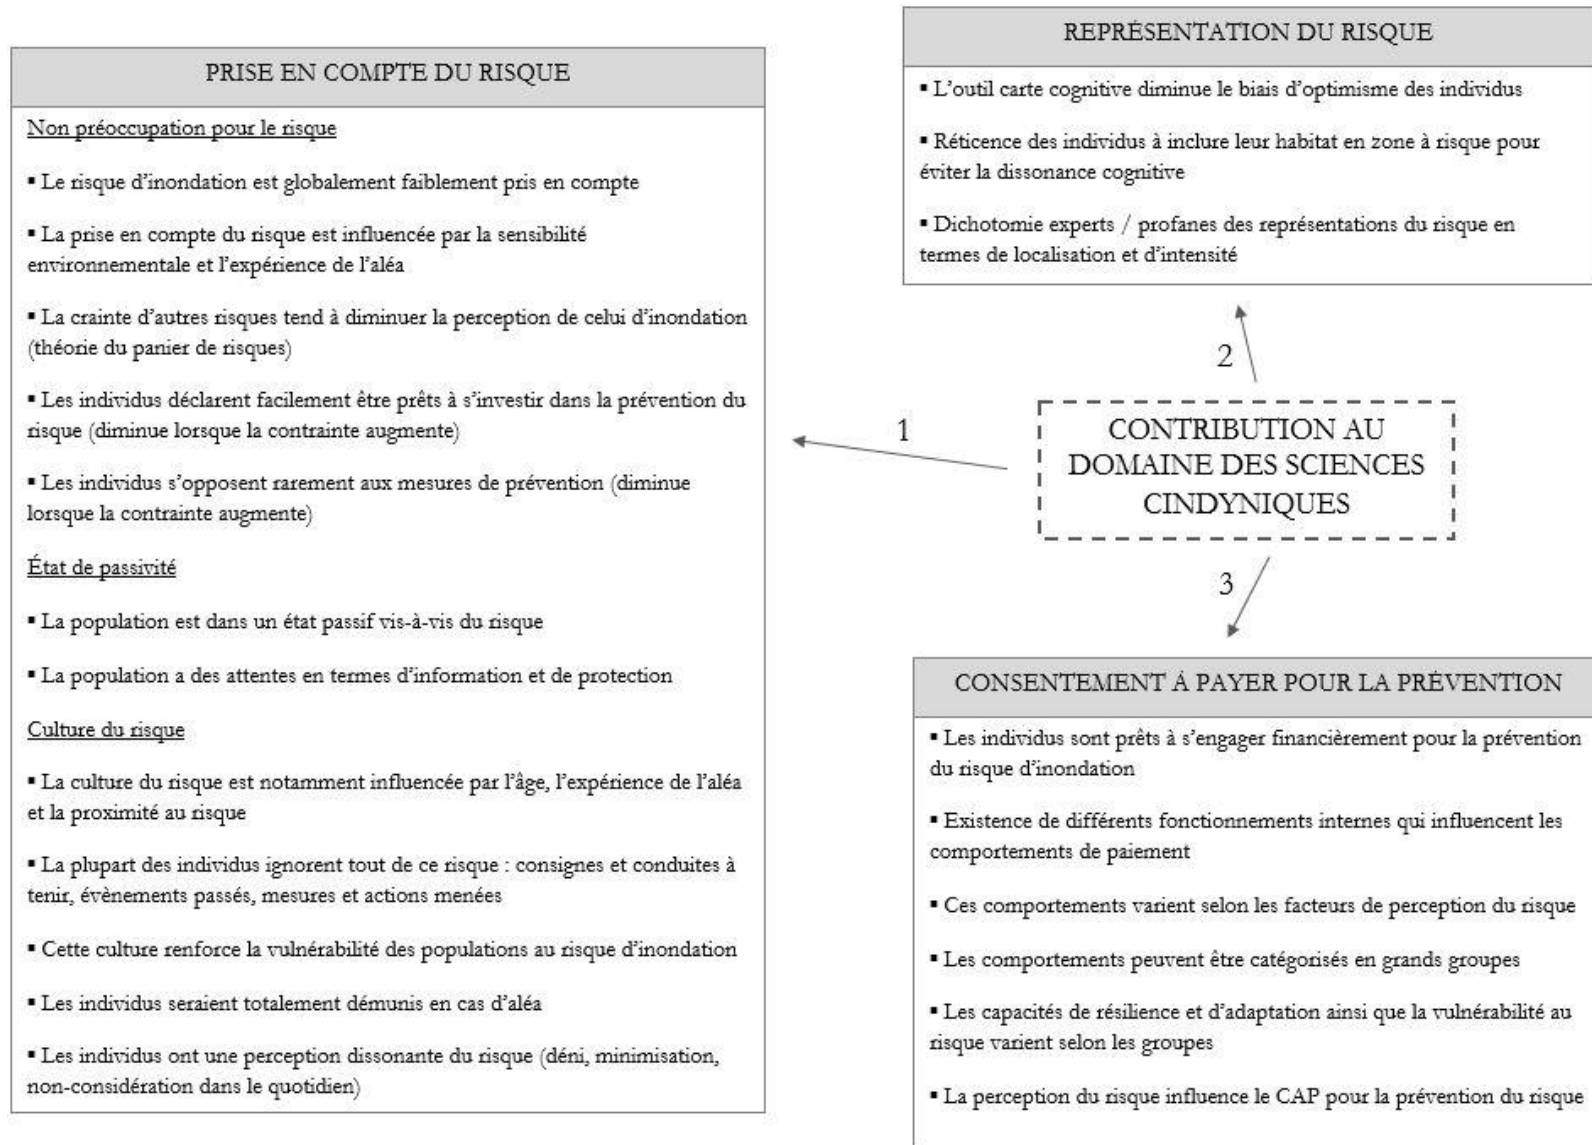 PRISE EN COMPTE DU RISQUE
Non préoccupation pour le risque
▪ Le risque d'inondation est globalement faiblement pris en compte
▪ La prise en compte du risque est influencée par la sensibilité
environnementale et l'expérience de l'aléa
▪ La crainte d'autres risques tend à diminuer la perception de celui d'inondation
(théorie du panier de risques)
▪ Les individus déclarent facilement être prêts à s'investir dans la prévention du
risque (diminue lorsque la contrainte augmente)
▪ Les individus s'opposent rarement aux mesures de prévention (diminue
lorsque la contrainte augmente)
État de passivité
▪ La population est dans un état passif vis-à-vis du risque
▪ La population a des attentes en termes d'information et de protection
Culture du risque
▪ La culture du risque est notamment influencée par l'âge, l'expérience de l'aléa
et la proximité au risque
▪ La plupart des individus ignorent tout de ce risque : consignes et conduites à
tenir, évènements passés, mesures et actions menées
▪ Cette culture renforce la vulnérabilité des populations au risque d'inondation
▪ Les individus seraient totalement démunis en cas d'aléa
▪ Les individus ont une perception dissonante du risque (déni, minimisation,
non-considération dans le quotidien)
1
CONTRIBUTION AU
DOMAINE DES SCIENCES
CINDYNIQUES
2
REPRÉSENTATION DU RISQUE
▪ L'outil carte cognitive diminue le biais d'optimisme des individus
▪ Réticence des individus à inclure leur habitat en zone à risque pour
éviter la dissonance cognitive
▪ Dichotomie experts / profanes des représentations du risque en
termes de localisation et d'intensité
3
CONSENTEMENT À PAYER POUR LA PRÉVENTION
▪ Les individus sont prêts à s'engager financièrement pour la prévention
du risque d'inondation
▪ Existence de différents fonctionnements internes qui influencent les
comportements de paiement
▪ Ces comportements varient selon les facteurs de perception du risque
▪ Les comportements peuvent être catégorisés en grands groupes
▪ Les capacités de résilience et d'adaptation ainsi que la vulnérabilité au
risque varient selon les groupes
▪ La perception du risque influence le CAP pour la prévention du risque